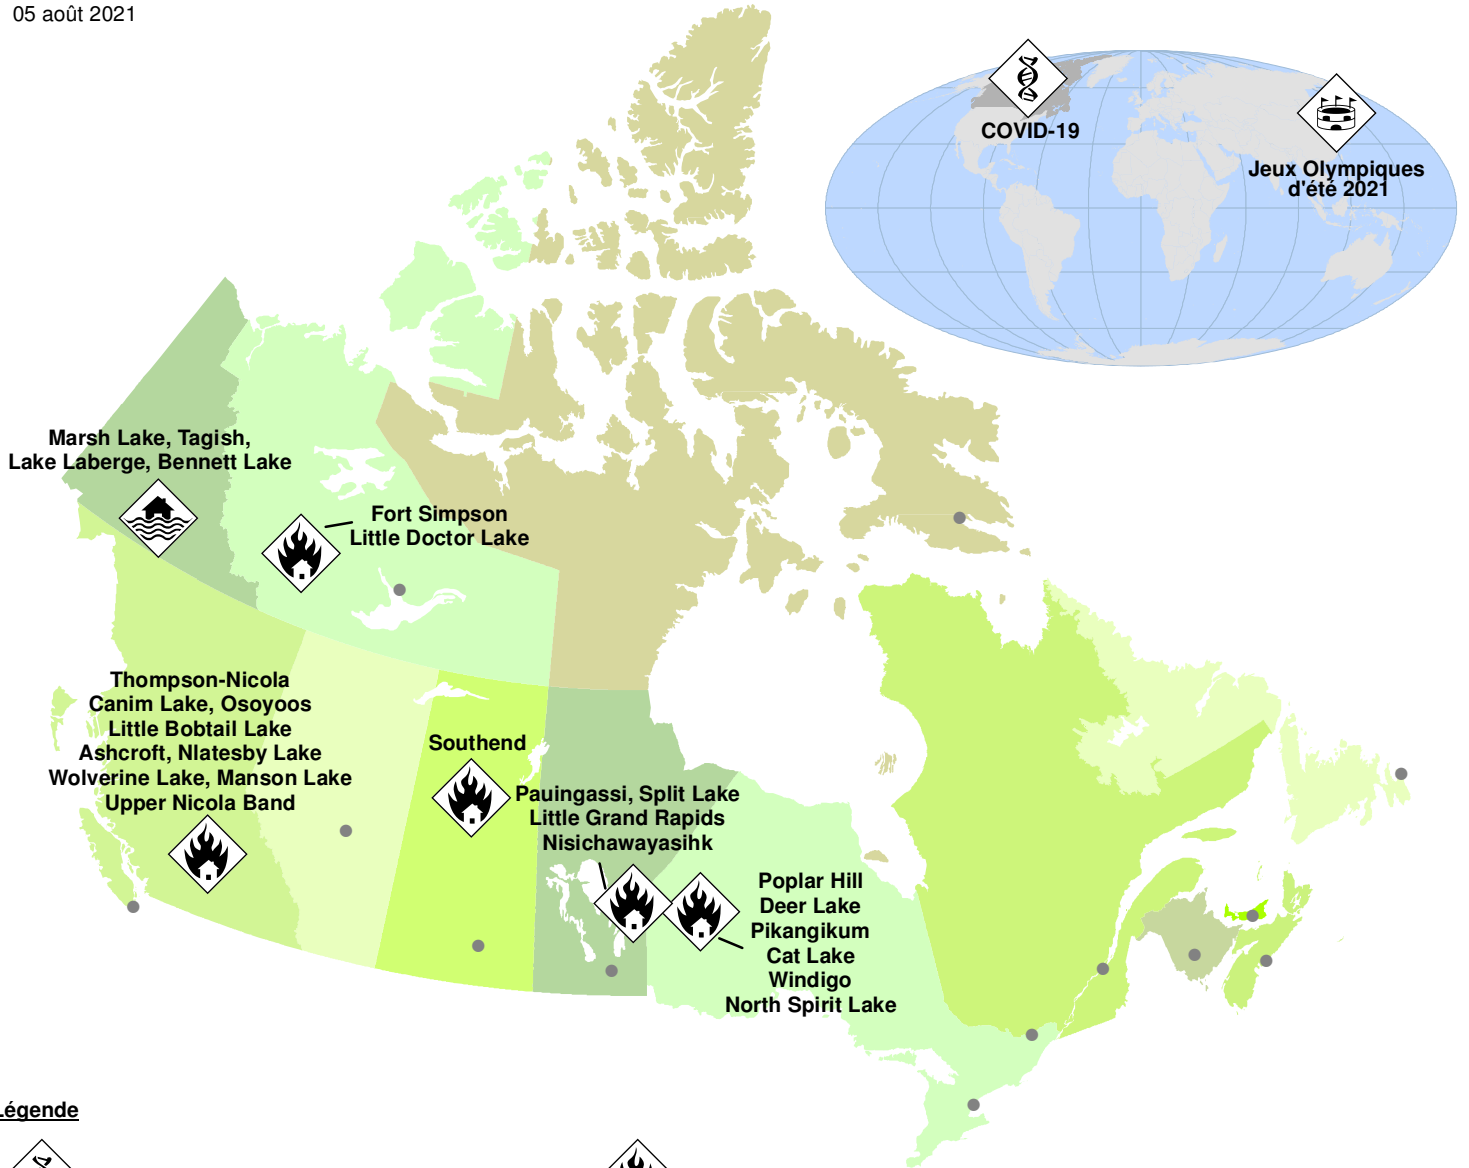 05 août 2021
COVID-19
Jeux Olympiques
d'été 2021
Marsh Lake, Tagish,
Lake Laberge, Bennett Lake
Fort Simpson
Little Doctor Lake
Thompson-Nicola
Canim Lake, Osoyoos
Little Bobtail Lake
Ashcroft, Nlatesby Lake
Wolverine Lake, Manson Lake
Upper Nicola Band
Southend
Pauingassi, Split Lake
Little Grand Rapids
Nisichawayasihk
Poplar Hill
Deer Lake
Pikangikum
Cat Lake
Windigo
North Spirit Lake
Légende